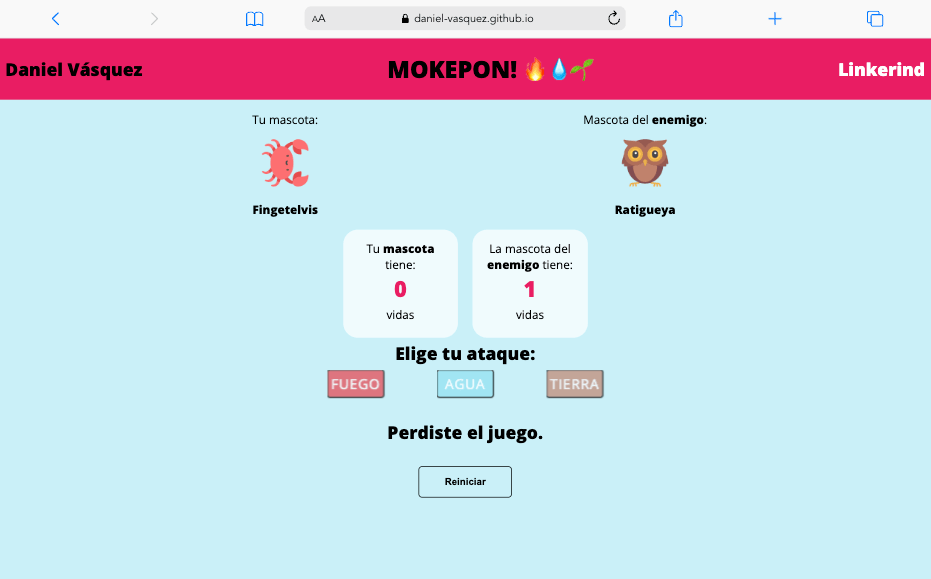 AA daniel-vasquez.github.io
Daniel Vásquez MOKEPON! 🔥💧🌱 Linkerind
Tu mascota:
Mascota del enemigo:
Fingetelvis
Ratigueya
Tu mascota
tiene:
0
vidas
La mascota del
enemigo tiene:
1
vidas
Elige tu ataque:
FUEGO AGUA TIERRA
Perdiste el juego.
Reiniciar